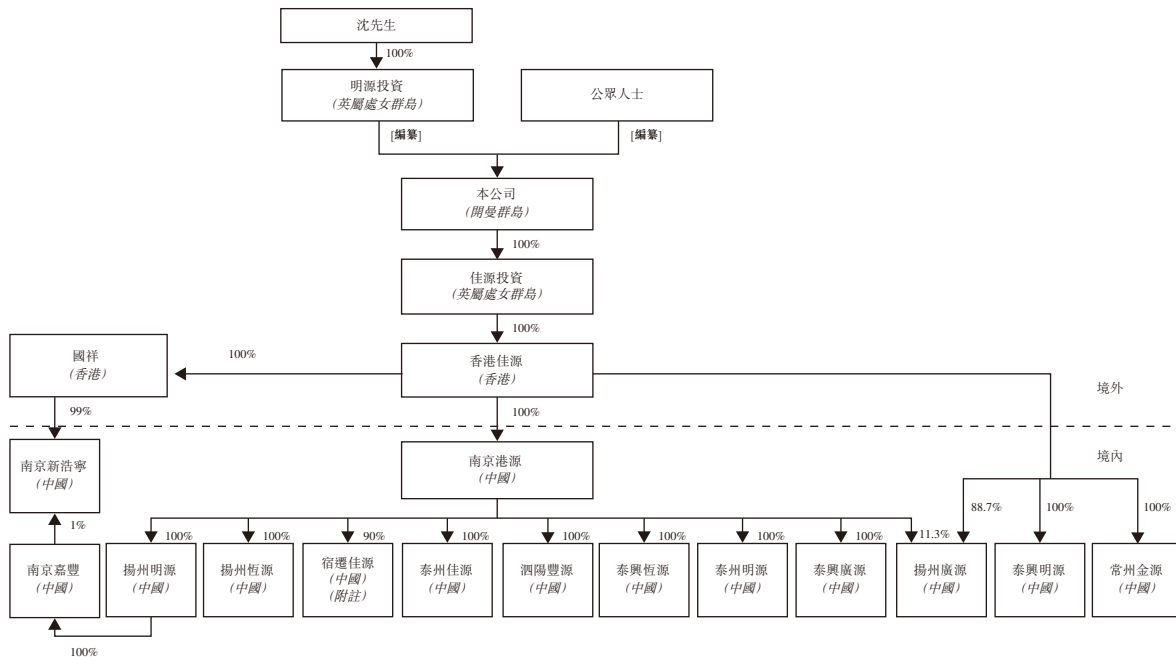 沈先生
100%
明源投資
(英屬處女群島)
公眾人士
[編纂]
[編纂]
本公司
(開曼群島)
100%
佳源投資
(英屬處女群島)
100%
國祥
(香港)
100%
香港佳源
(香港)
境外
99%
100%
境內
南京新浩寧
(中國)
南京港源
(中國)
1%
100%
100%
90%
100%
100%
100%
100%
100%
11.3%
88.7%
100%
100%
南京嘉豐
(中國)
揚州明源
(中國)
揚州恆源
(中國)
宿遷佳源
(中國)
(附註)
泰州佳源
(中國)
泗陽豐源
(中國)
泰興恆源
(中國)
泰州明源
(中國)
泰興廣源
(中國)
揚州廣源
(中國)
泰興明源
(中國)
常州金源
(中國)
100%